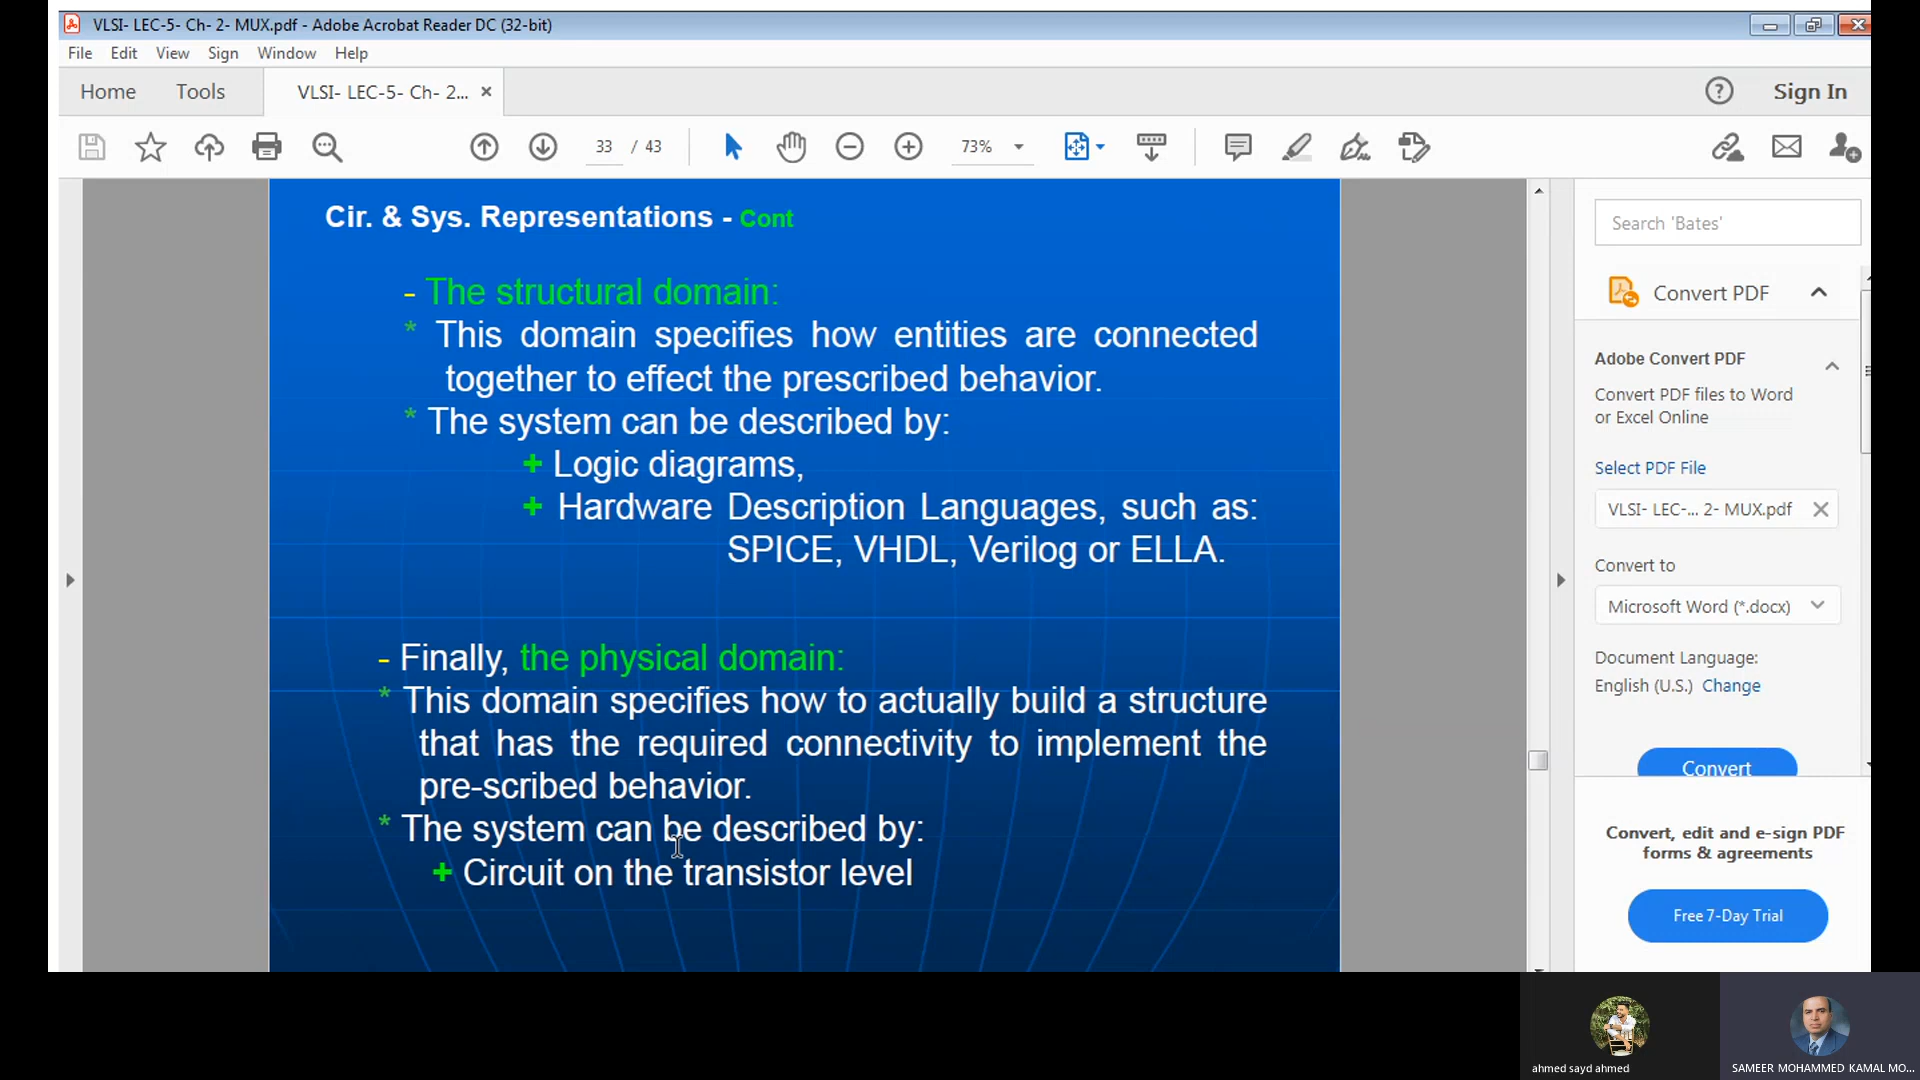 VLSI- LEC-5- Ch- 2- MUX.pdf - Adobe Acrobat Reader DC (32-bit)
File Edit View Sign Window Help
Home Tools VLSI- LEC-5- Ch- 2... Sign In
33 / 43 73%
Cir. & Sys. Representations - Cont
- The structural domain:
* This domain specifies how entities are connected
together to effect the prescribed behavior.
* The system can be described by:
+ Logic diagrams,
+ Hardware Description Languages, such as:
SPICE, VHDL, Verilog or ELLA.
- Finally, the physical domain:
* This domain specifies how to actually build a structure
that has the required connectivity to implement the
pre-scribed behavior.
* The system can be described by:
+ Circuit on the transistor level
Search 'Bates'
Convert PDF
Adobe Convert PDF
Convert PDF files to Word
or Excel Online
Select PDF File
VLSI- LEC-... 2- MUX.pdf
Convert to
Microsoft Word (*.docx)
Document Language:
English (U.S.) Change
Convert
Convert, edit and e-sign PDF
forms & agreements
Free 7-Day Trial
ahmed sayd ahmed
SAMEER MOHAMMED KAMAL MO...